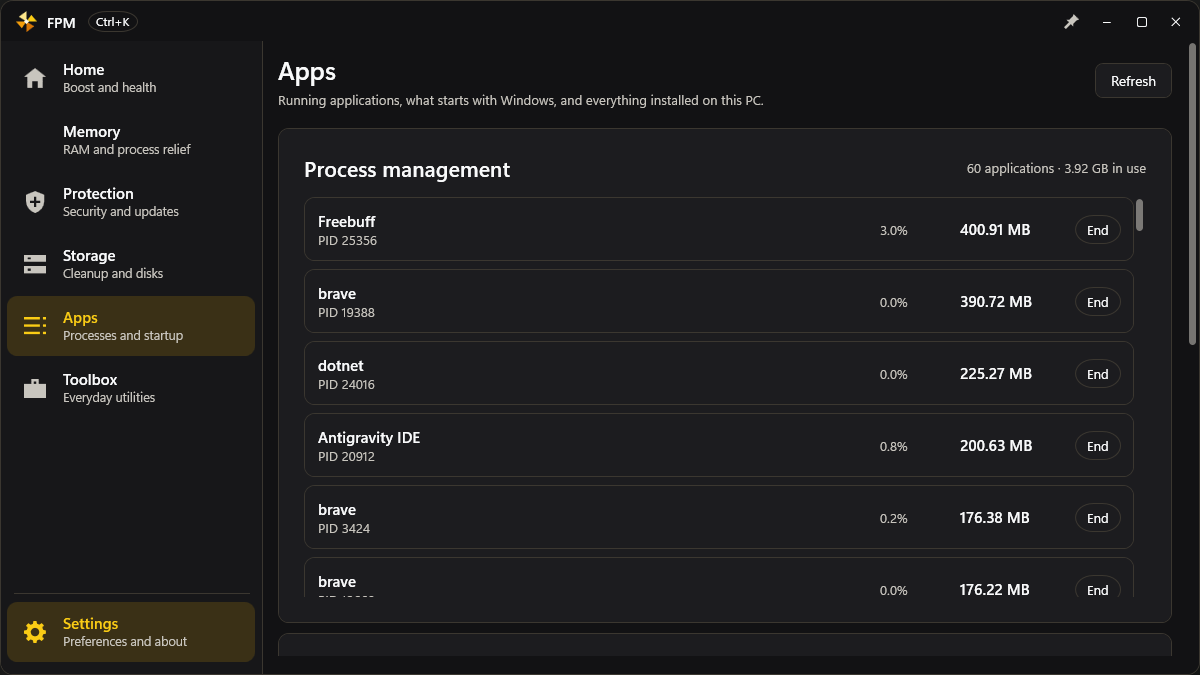 FPM Ctrl+K
Home
Boost and health
Memory
RAM and process relief
Protection
Security and updates
Storage
Cleanup and disks
Apps
Processes and startup
Toolbox
Everyday utilities
Settings
Preferences and about
Apps
Running applications, what starts with Windows, and everything installed on this PC.
Refresh
Process management
60 applications · 3.92 GB in use
Freebuff
PID 25356
3.0% 400.91 MB End
brave
PID 19388
0.0% 390.72 MB End
dotnet
PID 24016
0.0% 225.27 MB End
Antigravity IDE
PID 20912
0.8% 200.63 MB End
brave
PID 3424
0.2% 176.38 MB End
brave
0.0% 176.22 MB End